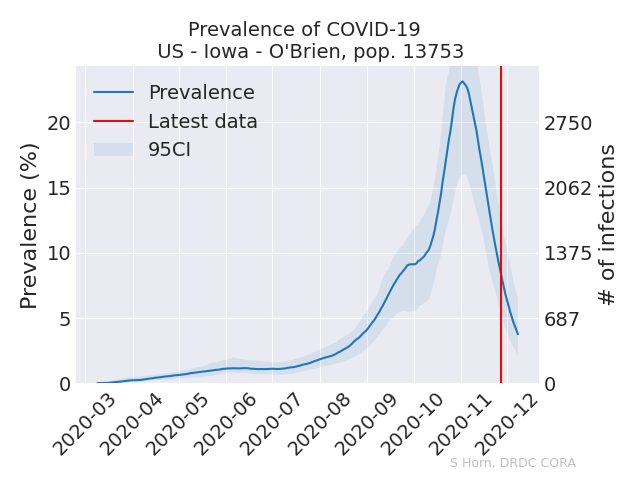 Prevalence of COVID-19
US - Iowa - O'Brien, pop. 13753
Prevalence
Latest data
95CI
Prevalence (%)
20
15
10
5
0
2750
2062
1375
687
0
# of infections
2020-03
2020-04
2020-05
2020-06
2020-07
2020-08
2020-09
2020-10
2020-11
2020-12
S Horn, DRDC CORA